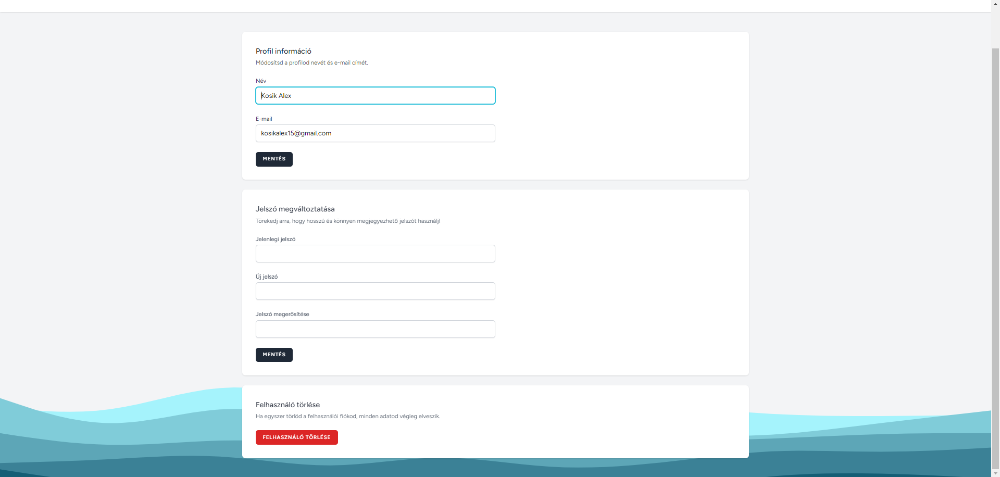 Profil információ
Módosítsd a profilod nevét és e-mail címét.
Név
Kosik Alex
E-mail
kosikalex15@gmail.com
MENTÉS
Jelszó megváltoztatása
Törekedj arra, hogy hosszú és könnyen megjegyezhető jelszót használj!
Jelenlegi jelszó
Új jelszó
Jelszó megerősítése
MENTÉS
Felhasználó törlése
Ha egyszer törlöd a felhasználói fiókod, minden adatod végleg elveszik.
FELHASZNÁLÓ TÖRLÉSE